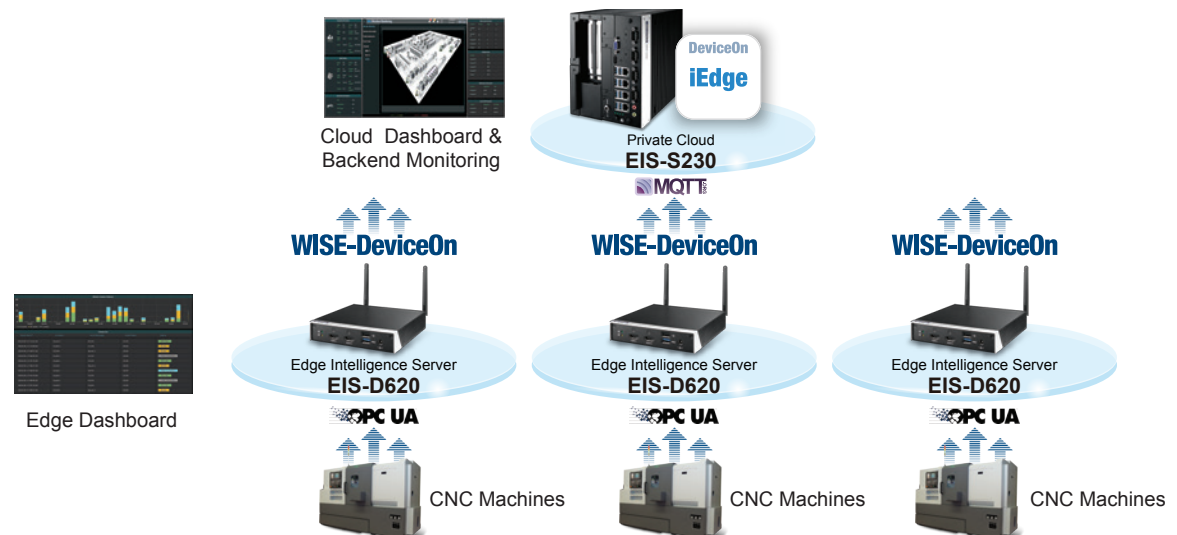 DeviceOn
iEdge
Cloud Dashboard &
Backend Monitoring
Private Cloud
EIS-S230
MQTT
WISE-DeviceOn
WISE-DeviceOn
WISE-DeviceOn
Edge Intelligence Server
EIS-D620
Edge Intelligence Server
EIS-D620
Edge Intelligence Server
EIS-D620
Edge Dashboard
OPC UA
OPC UA
OPC UA
CNC Machines
CNC Machines
CNC Machines